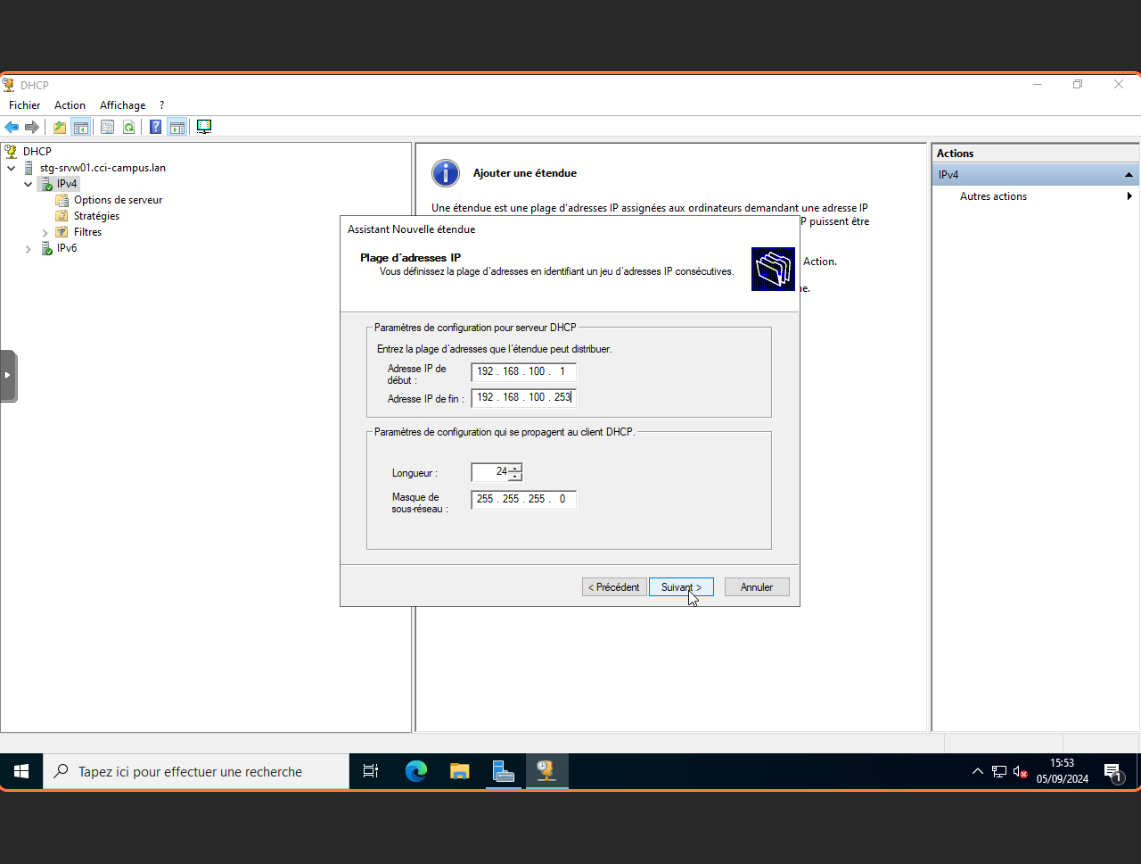 DHCP
Fichier Action Affichage ?
DHCP
stg-srvw01.cci-campus.lan
IPv4
Options de serveur
Stratégies
Filtres
IPv6
Ajouter une étendue
Une étendue est une plage d'adresses IP assignées aux ordinateurs demandant une adresse IP
P puissent être
Action.
ne.
Assistant Nouvelle étendue
Plage d'adresses IP
Vous définissez la plage d'adresses en identifiant un jeu d'adresses IP consécutives.
Paramètres de configuration pour serveur DHCP
Entrez la plage d'adresses que l'étendue peut distribuer.
Adresse IP de
début :
192 . 168 . 100 . 1
Adresse IP de fin :
192 . 168 . 100 . 253
Paramètres de configuration qui se propagent au client DHCP.
Longueur :
24
Masque de
sous-réseau :
255 . 255 . 255 . 0
< Précédent Suivant > Annuler
Actions
IPv4
Autres actions
Tapez ici pour effectuer une recherche
15:53
05/09/2024
1